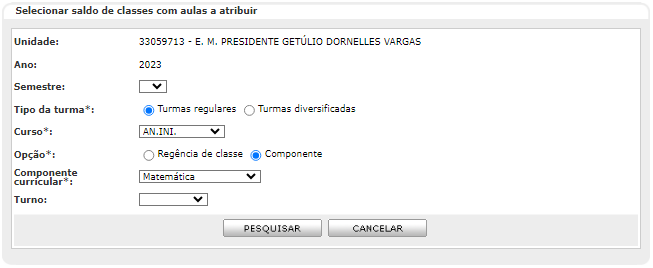 Selecionar saldo de classes com aulas a atribuir
Unidade: 33059713 - E. M. PRESIDENTE GETÚLIO DORNELLES VARGAS
Ano: 2023
Semestre:
Tipo da turma*: Turmas regulares Turmas diversificadas
Curso*: AN.INI.
Opção*: Regência de classe Componente
Componente
currícular*: Matemática
Turno:
PESQUISAR CANCELAR